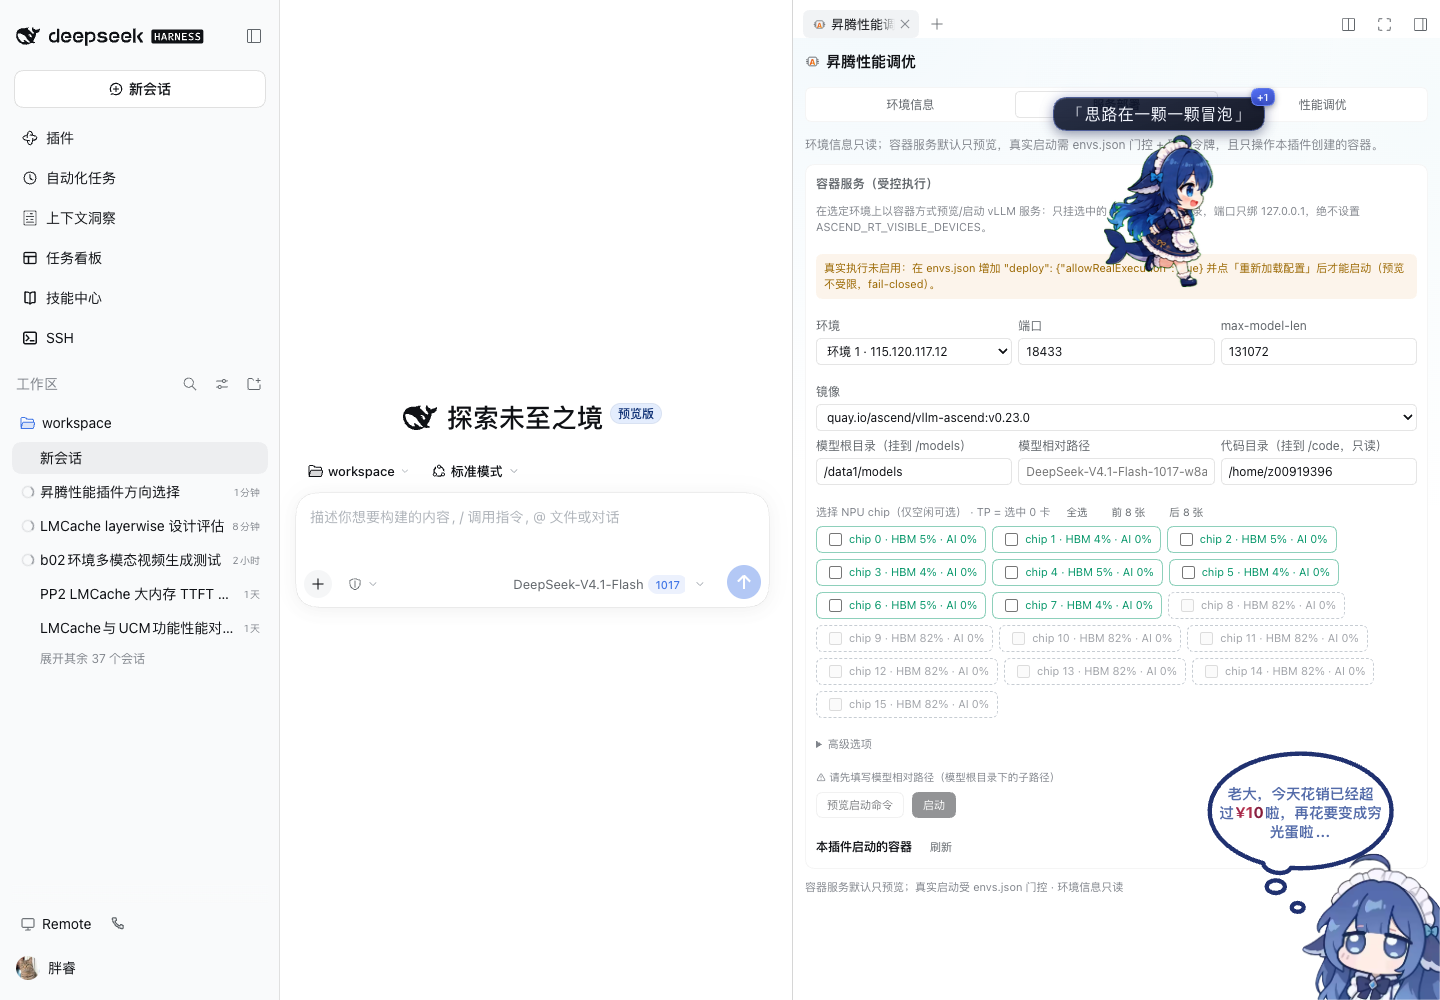 deepseek HARNESS
新会话
插件
自动化任务
上下文洞察
任务看板
技能中心
SSH
工作区
workspace
新会话
昇腾性能插件方向选择 1分钟
LMCache layerwise 设计评估 8分钟
b02环境多模态视频生成测试 2小时
PP2 LMCache 大内存 TTFT ... 1天
LMCache与UCM功能性能对... 1天
展开其余 37 个会话
Remote
胖睿
探索未至之境 预览版
workspace 标准模式
描述你想要构建的内容, / 调用指令, @ 文件或对话
DeepSeek-V4.1-Flash 1017
昇腾性能调
昇腾性能调优
环境信息
性能调优
「思路在一颗一颗冒泡」
+1
环境信息只读；容器服务默认只预览，真实启动需 envs.json 门控 + 令牌，且只操作本插件创建的容器。
容器服务（受控执行）
在选定环境上以容器方式预览/启动 vLLM 服务：只挂选中的 录，端口只绑 127.0.0.1，绝不设置
ASCEND_RT_VISIBLE_DEVICES。
真实执行未启用：在 envs.json 增加 "deploy": {"allowRealExecution": true} 并点「重新加载配置」后才能启动（预览
不受限，fail-closed）。
环境 端口 max-model-len
环境 1 · 115.120.117.12 18433 131072
镜像
quay.io/ascend/vllm-ascend:v0.23.0
模型根目录（挂到 /models） 模型相对路径 代码目录（挂到 /code，只读）
/data1/models DeepSeek-V4.1-Flash-1017-w8a /home/z00919396
选择 NPU chip（仅空闲可选） · TP = 选中 0 卡 全选 前 8 张 后 8 张
chip 0 · HBM 5% · AI 0% chip 1 · HBM 4% · AI 0% chip 2 · HBM 5% · AI 0%
chip 3 · HBM 4% · AI 0% chip 4 · HBM 5% · AI 0% chip 5 · HBM 4% · AI 0%
chip 6 · HBM 5% · AI 0% chip 7 · HBM 4% · AI 0% chip 8 · HBM 82% · AI 0%
chip 9 · HBM 82% · AI 0% chip 10 · HBM 82% · AI 0% chip 11 · HBM 82% · AI 0%
chip 12 · HBM 82% · AI 0% chip 13 · HBM 82% · AI 0% chip 14 · HBM 82% · AI 0%
chip 15 · HBM 82% · AI 0%
高级选项
⚠ 请先填写模型相对路径（模型根目录下的子路径）
预览启动命令 启动
本插件启动的容器 刷新
容器服务默认只预览；真实启动受 envs.json 门控 · 环境信息只读
老大，今天花销已经超
过¥10啦，再花要变成穷
光蛋啦...